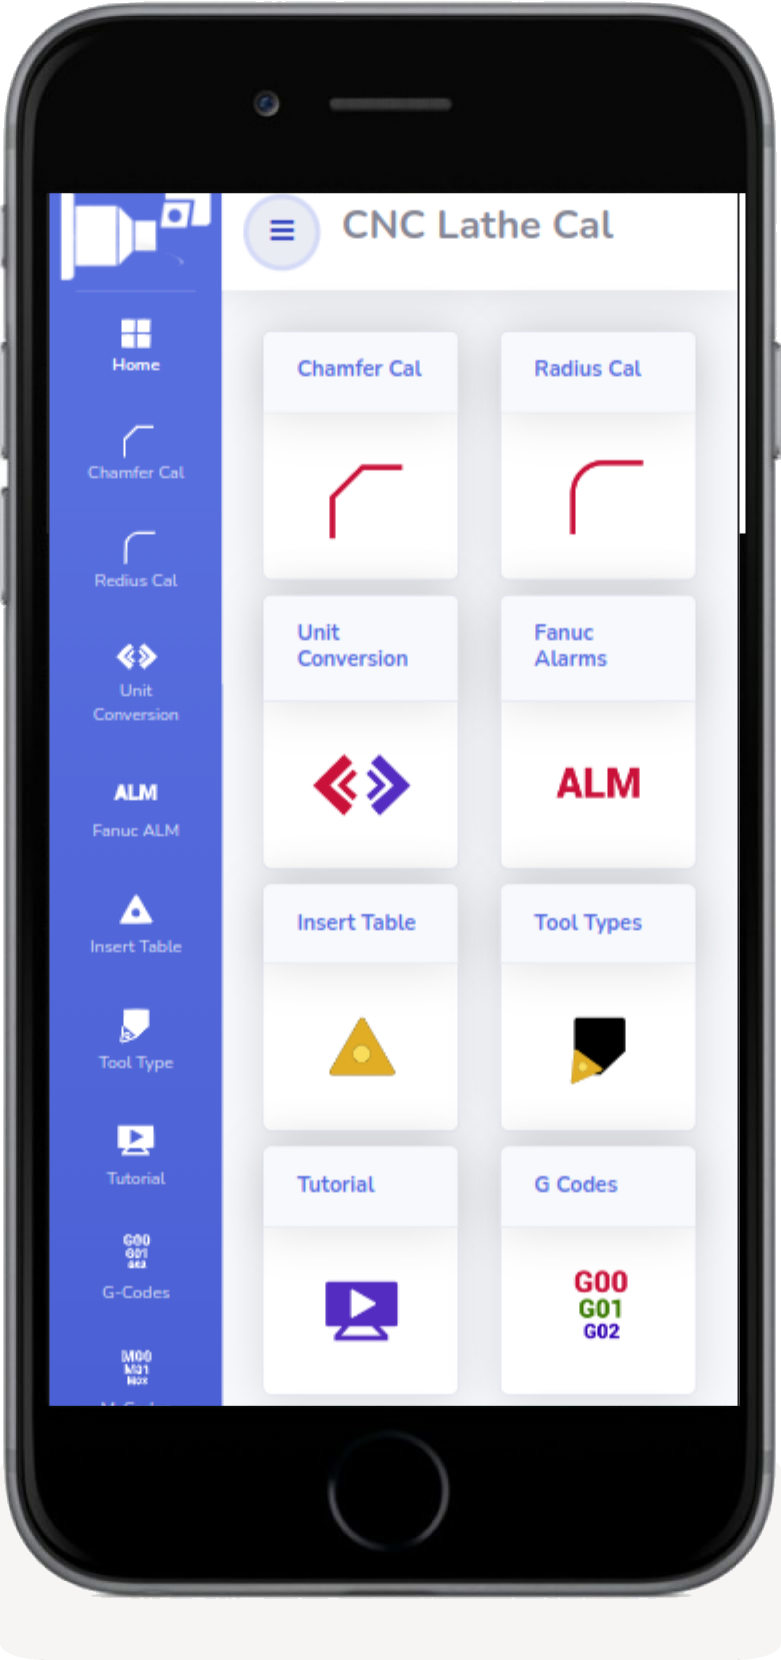 CNC Lathe Cal
Home
Chamfer Cal
Redius Cal
Unit
Conversion
ALM
Fanuc ALM
Insert Table
Tool Type
Tutorial
G00
G01
G02
G-Codes
M00
M01
M02
Chamfer Cal
Radius Cal
Unit
Conversion
Fanuc
Alarms
ALM
Insert Table
Tool Types
Tutorial
G Codes
G00
G01
G02